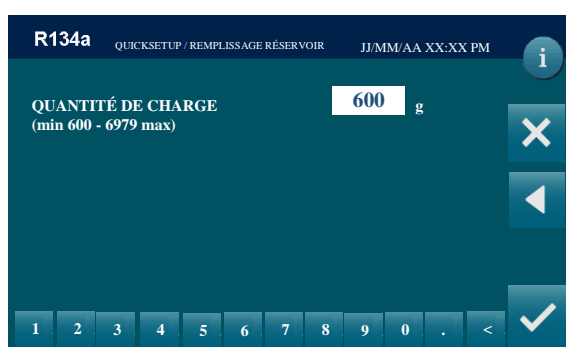 R134a QUICKSETUP / REMPLISSAGE RÉSERVOIR JJ/MM/AA XX:XX PM
i
QUANTITÉ DE CHARGE 600 g
(min 600 - 6979 max)
1 2 3 4 5 6 7 8 9 0 . <